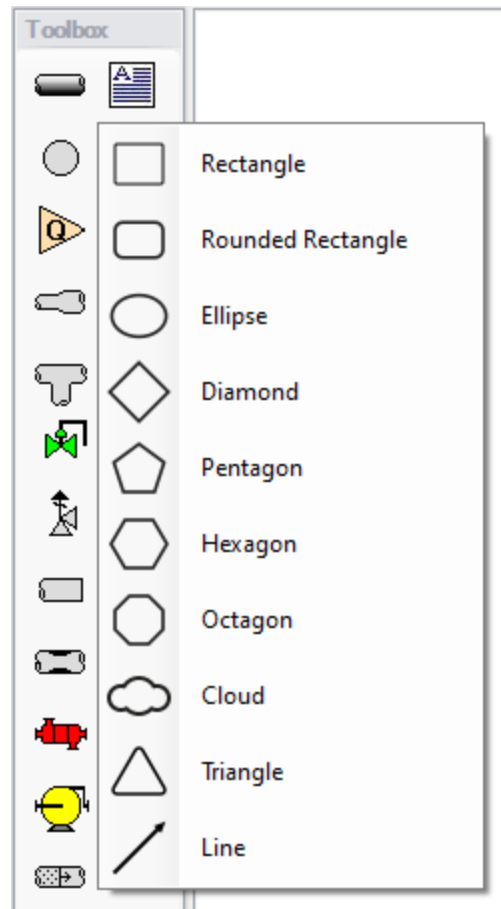 Toolbox
A
Rectangle
Q
Rounded Rectangle
Ellipse
Diamond
Pentagon
Hexagon
Octagon
Cloud
Triangle
Line